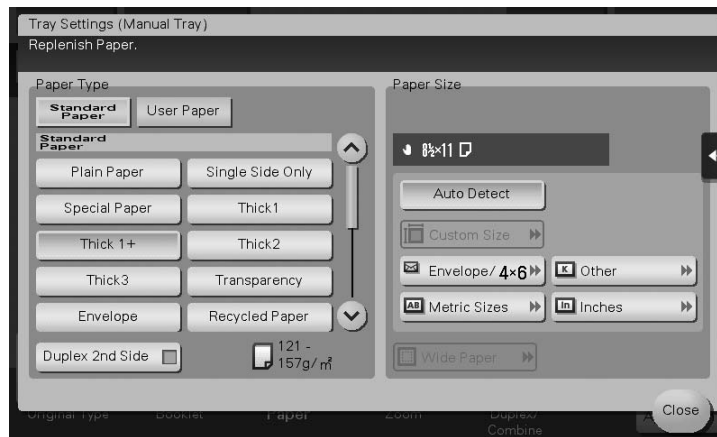 Tray Settings (Manual Tray)
Replenish Paper.
Paper Type
Standard
Paper
User Paper
Standard
Paper
Plain Paper
Single Side Only
Special Paper
Thick1
Thick 1+
Thick2
Thick3
Transparency
Envelope
Recycled Paper
Duplex 2nd Side
121 -
157g/㎡
Paper Size
8½×11
Auto Detect
Custom Size
Envelope/ 4×6
K Other
AB Metric Sizes
In Inches
Wide Paper
Close
Original Type
Booklet
Paper
Zoom
Duplex/
Combine